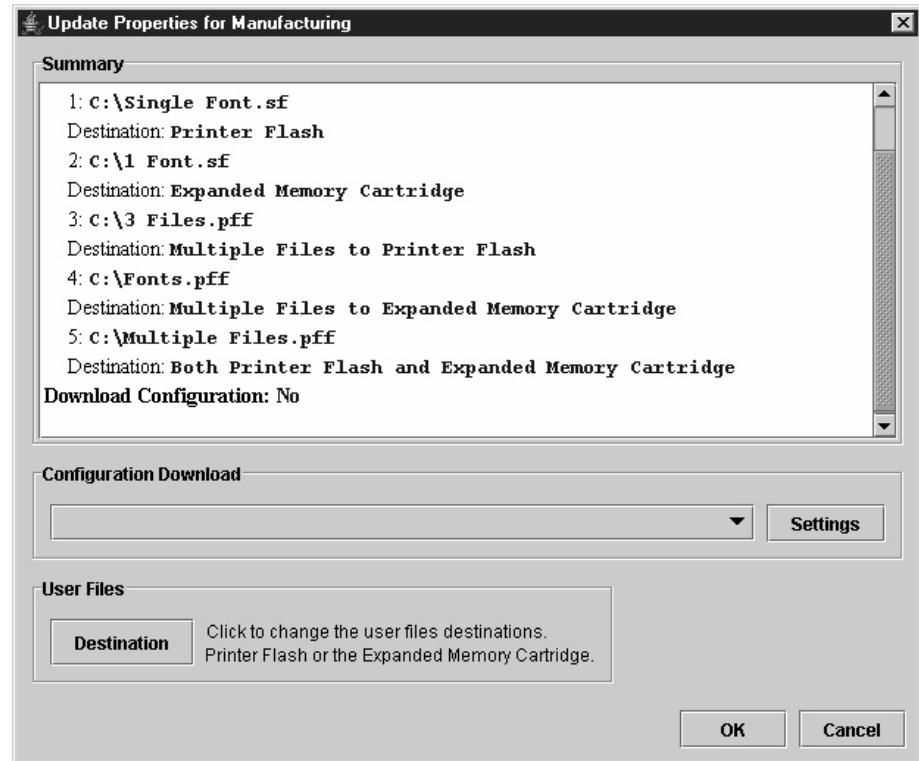 Update Properties for Manufacturing
Summary
1: C:\Single Font.sf
Destination: Printer Flash
2: C:\1 Font.sf
Destination: Expanded Memory Cartridge
3: C:\3 Files.pff
Destination: Multiple Files to Printer Flash
4: C:\Fonts.pff
Destination: Multiple Files to Expanded Memory Cartridge
5: C:\Multiple Files.pff
Destination: Both Printer Flash and Expanded Memory Cartridge
Download Configuration: No
Configuration Download
Settings
User Files
Destination
Click to change the user files destinations.
Printer Flash or the Expanded Memory Cartridge.
OK
Cancel